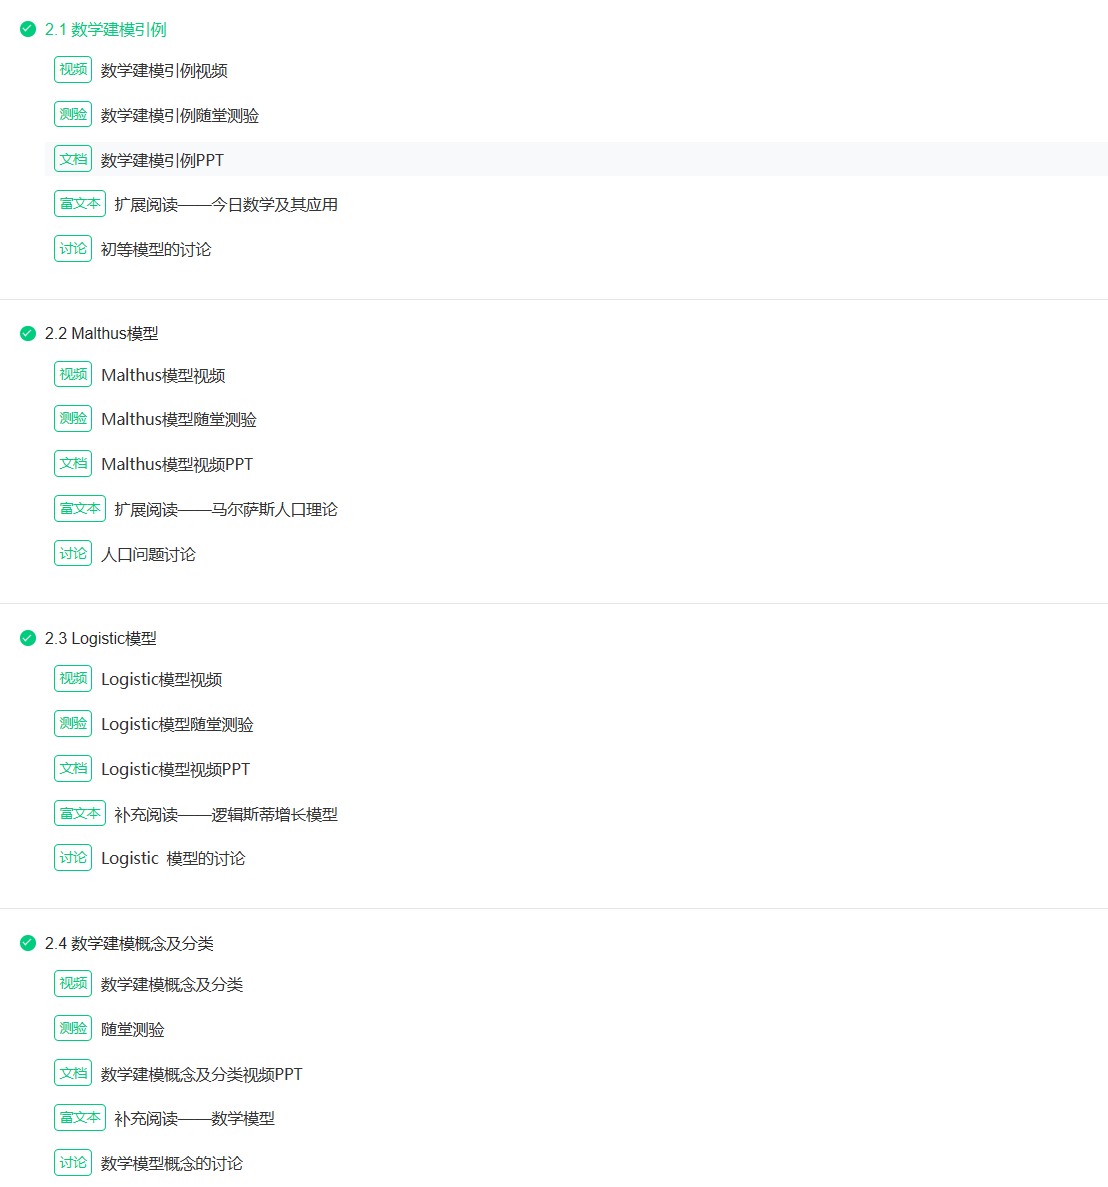 2.1 数学建模引例
视频 数学建模引例视频
测验 数学建模引例随堂测验
文档 数学建模引例PPT
富文本 扩展阅读——今日数学及其应用
讨论 初等模型的讨论
2.2 Malthus模型
视频 Malthus模型视频
测验 Malthus模型随堂测验
文档 Malthus模型视频PPT
富文本 扩展阅读——马尔萨斯人口理论
讨论 人口问题讨论
2.3 Logistic模型
视频 Logistic模型视频
测验 Logistic模型随堂测验
文档 Logistic模型视频PPT
富文本 补充阅读——逻辑斯蒂增长模型
讨论 Logistic 模型的讨论
2.4 数学建模概念及分类
视频 数学建模概念及分类
测验 随堂测验
文档 数学建模概念及分类视频PPT
富文本 补充阅读——数学模型
讨论 数学模型概念的讨论